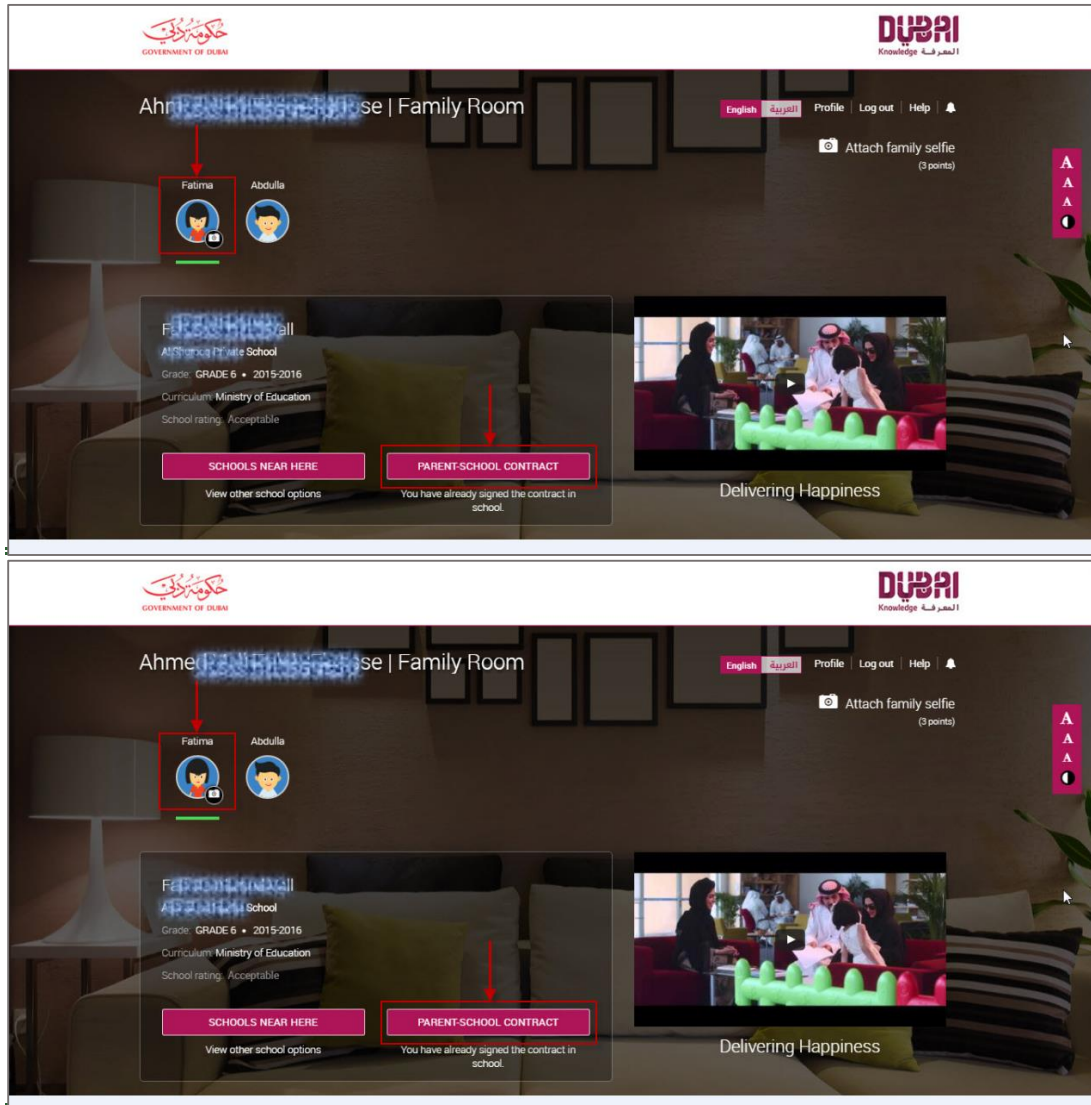 حكومة دبي
GOVERNMENT OF DUBAI
DUBAI
Knowledge المعرفة
se | Family Room
English العربية Profile | Log out | Help
Attach family selfie
(3 points)
A
A
A
Fatima Abdulla
all
Private School
Grade: GRADE 6 • 2015-2016
Curriculum: Ministry of Education
School rating: Acceptable
SCHOOLS NEAR HERE
View other school options
PARENT-SCHOOL CONTRACT
You have already signed the contract in
school.
Delivering Happiness
حكومة دبي
GOVERNMENT OF DUBAI
DUBAI
Knowledge المعرفة
se | Family Room
English العربية Profile | Log out | Help
Attach family selfie
(3 points)
A
A
A
Fatima Abdulla
School
Grade: GRADE 6 • 2015-2016
Curriculum: Ministry of Education
School rating: Acceptable
SCHOOLS NEAR HERE
View other school options
PARENT-SCHOOL CONTRACT
You have already signed the contract in
school.
Delivering Happiness